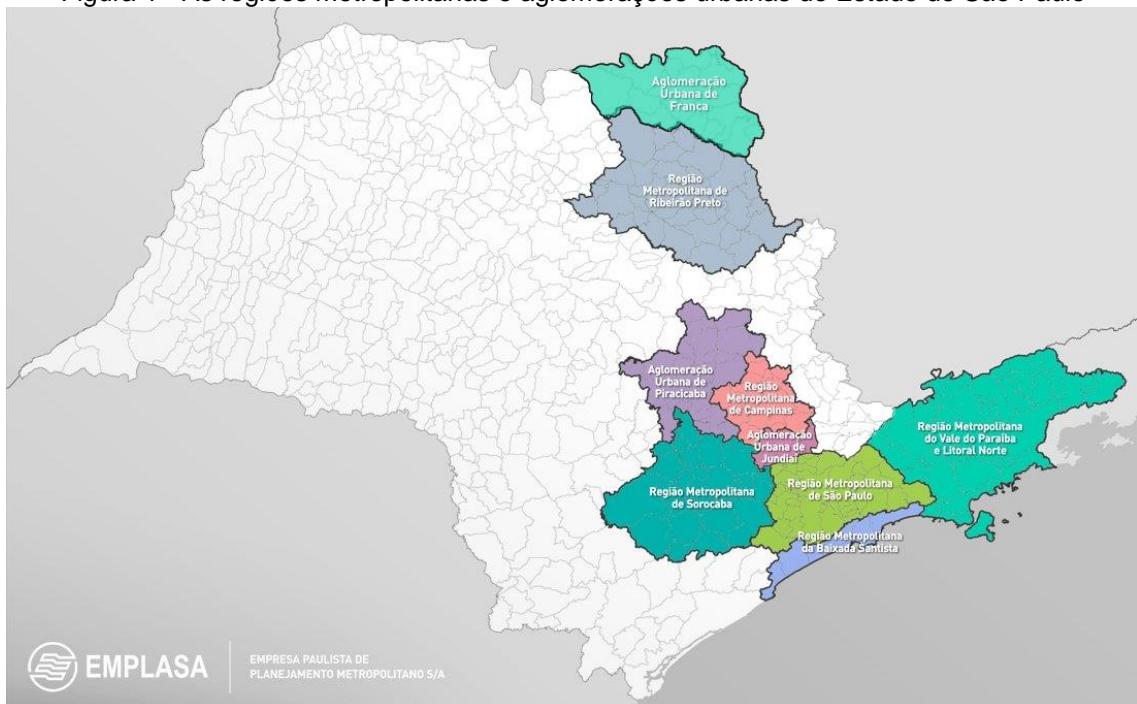 Figura 1 - As regiões metropolitanas e aglomerações urbanas do Estado de São Paulo
Aglomeração
Urbana de
Franca
Região
Metropolitana de
Ribeirão Preto
Aglomeração
Urbana de
Piracicaba
Região
Metropolitana
de Campinas
Aglomeração
Urbana de
Jundiaí
Região Metropolitana
do Vale do Paraíba
e Litoral Norte
Região Metropolitana
de Sorocaba
Região Metropolitana
de São Paulo
Região Metropolitana
da Baixada Santista
EMPLASA
EMPRESA PAULISTA DE
PLANEJAMENTO METROPOLITANO S/A